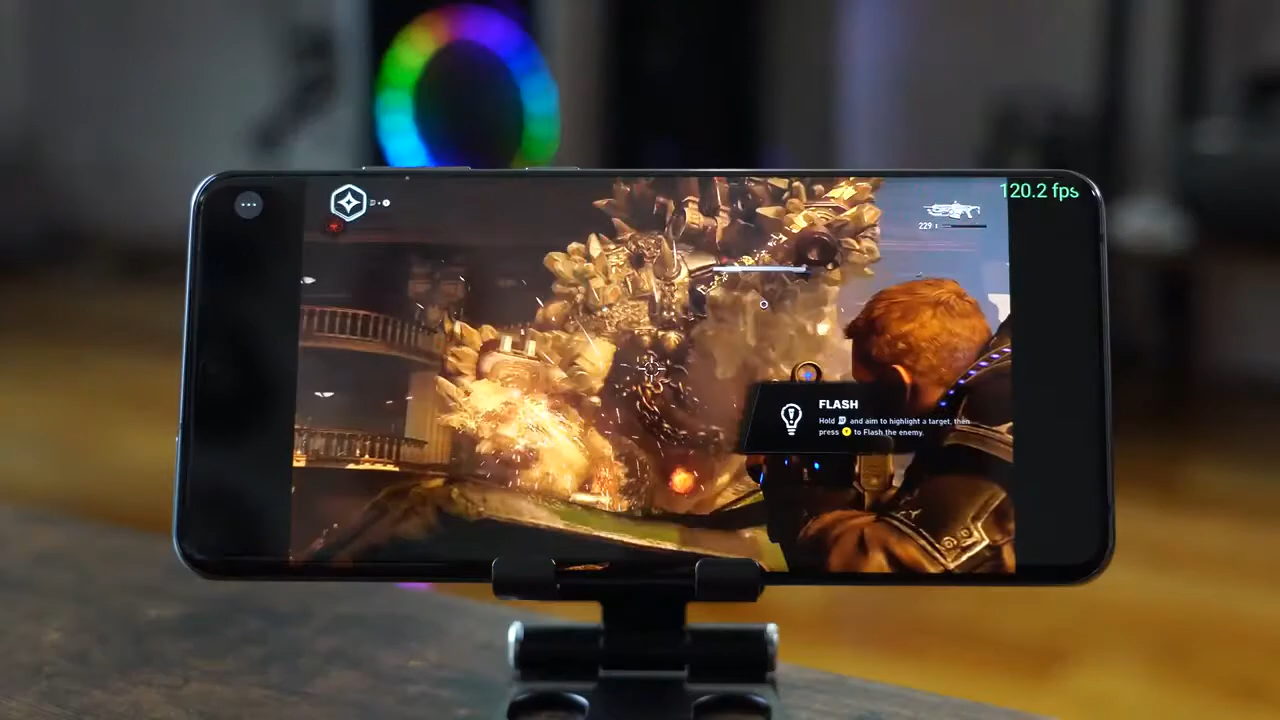 120.2 fps
229
FLASH
Hold and aim to highlight a target, then
press Y to Flash the enemy.